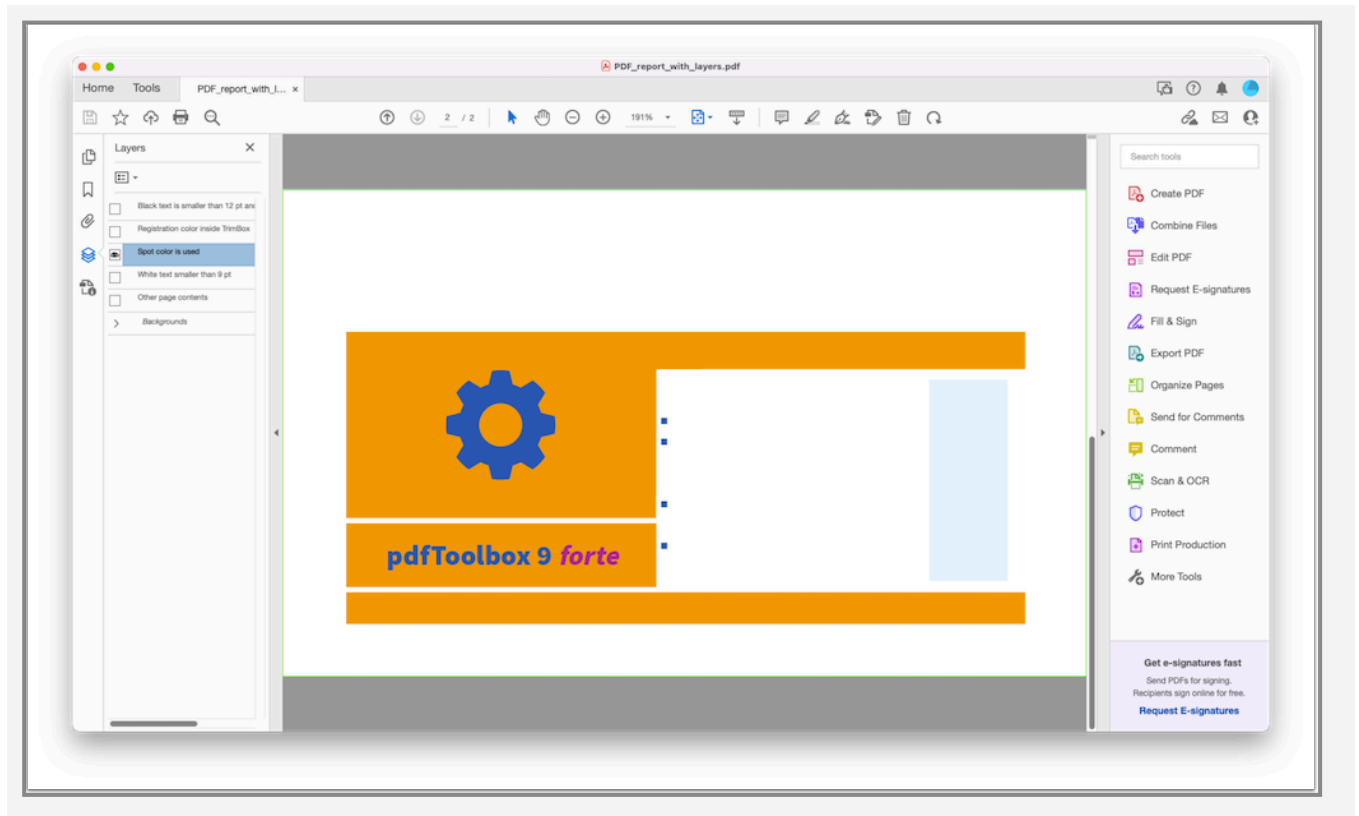 PDF_report_with_layers.pdf
Home Tools PDF_report_with_l... ×
2 / 2 191%
Layers
Black text is smaller than 12 pt and
Registration color inside TrimBox
Spot color is used
White text smaller than 9 pt
Other page contents
Backgrounds
pdfToolbox 9 forte
Search tools
Create PDF
Combine Files
Edit PDF
Request E-signatures
Fill & Sign
Export PDF
Organize Pages
Send for Comments
Comment
Scan & OCR
Protect
Print Production
More Tools
Get e-signatures fast
Send PDFs for signing.
Recipients sign online for free.
Request E-signatures